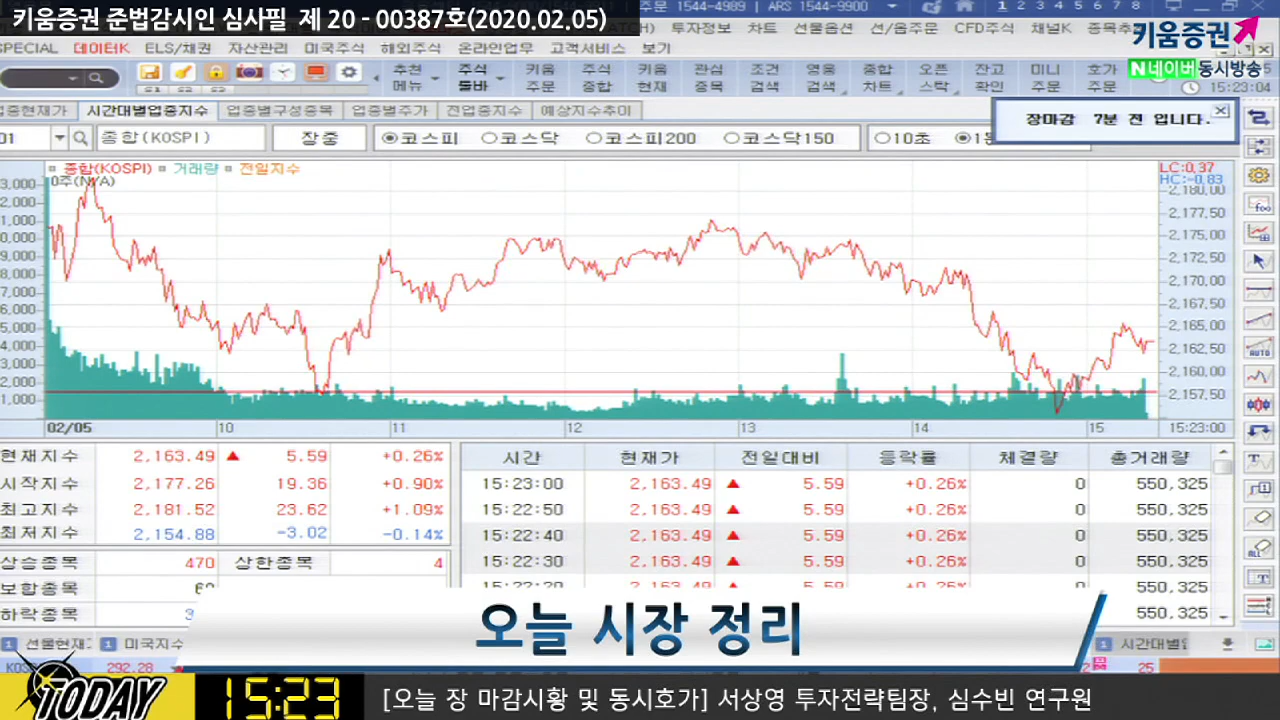 키움증권 준법감시인 심사필 제 20 - 00387호(2020.02.05)
주문 1544-4989 | ARS 1544-9900
1 2 3 4 5 6 7 8
투자정보 차트 선물옵션 선/옵주문 CFD주식 채널K 종목추
키움증권
SPECIAL 데이터K ELS/채권 자산관리 미국주식 해외주식 온라인업무 고객서비스 보기
N네이버동시방송
추천메뉴 주식툴바 키움주문 주식종합 키움현재 관심종목 조건검색 영웅검색 종합차트 오픈스탁 잔고확인 미니주문 호가주문
15:23:04
업종현재가 시간대별업종지수 업종별구성종목 업종별주가 전업종지수 예상지수추이
장마감 7분 전 입니다.
01 종합(KOSPI) 장중 코스피 코스닥 코스피200 코스닥150 10초 1분
종합(KOSPI) 거래량 전일지수
0주(N/A)
LC:0,37
HC:-0,83
3,000 2,180,00
2,000 2,177,50
1,000 2,175,00
0,000 2,172,50
9,000 2,170,00
8,000 2,167,50
7,000 2,165,00
6,000 2,162,50
5,000 2,160,00
4,000 2,157,50
3,000
2,000
1,000
02/05 10 11 12 13 14 15 15:23:00
현재지수 2,163.49 ▲ 5.59 +0.26%
시작지수 2,177.26 19.36 +0.90%
최고지수 2,181.52 23.62 +1.09%
최저지수 2,154.88 -3.02 -0.14%
상승종목 470 상한종목 4
보합종목
하락종목
시간 현재가 전일대비 등락률 체결량 총거래량
15:23:00 2,163.49 ▲ 5.59 +0.26% 0 550,325
15:22:50 2,163.49 ▲ 5.59 +0.26% 0 550,325
15:22:40 2,163.49 ▲ 5.59 +0.26% 0 550,325
15:22:30 2,163.49 ▲ 5.59 +0.26% 0 550,325
15:22:20 2,163.49 ▲ 5.59 +0.26% 0 550,325
550,325
오늘 시장 정리
1 선물현재 1 미국지수 1 시간대별
292.28 25
TODAY 15:23 [오늘 장 마감시황 및 동시호가] 서상영 투자전략팀장, 심수빈 연구원